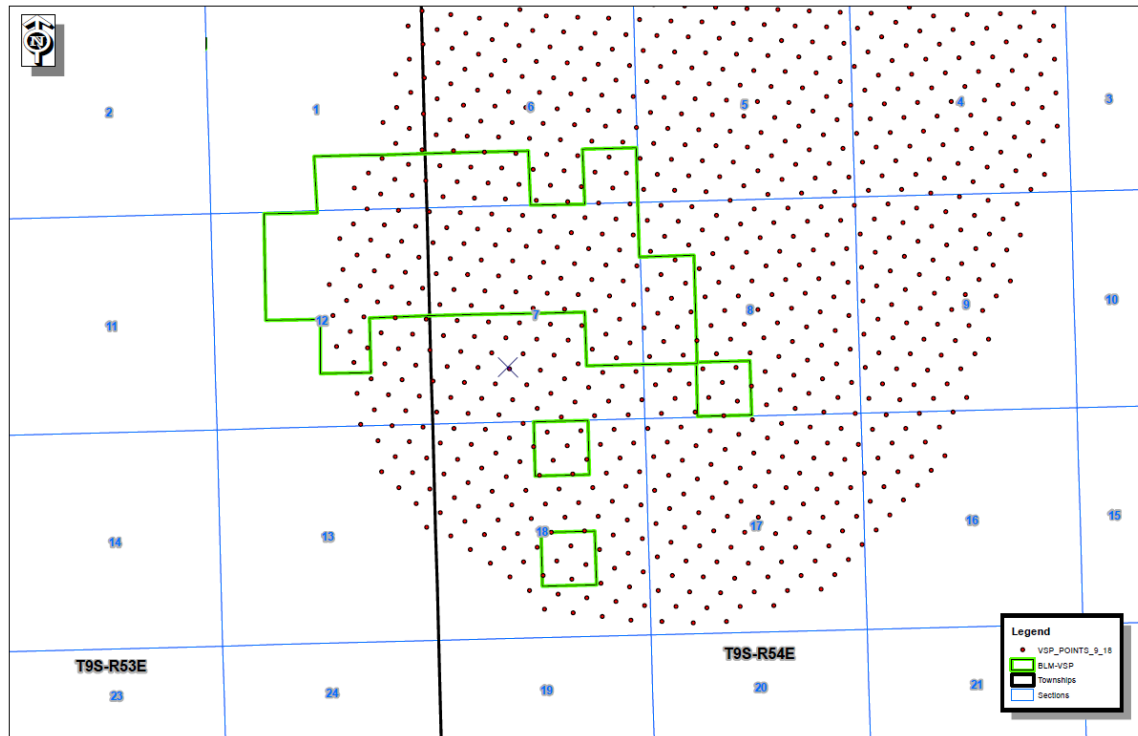 N
2
1
6
5
4
3
11
12
7
8
9
10
14
13
18
17
16
15
T9S-R53E
T9S-R54E
23
24
19
20
21
Legend
VSP_POINTS_9_18
BLM-VSP
Townships
Sections